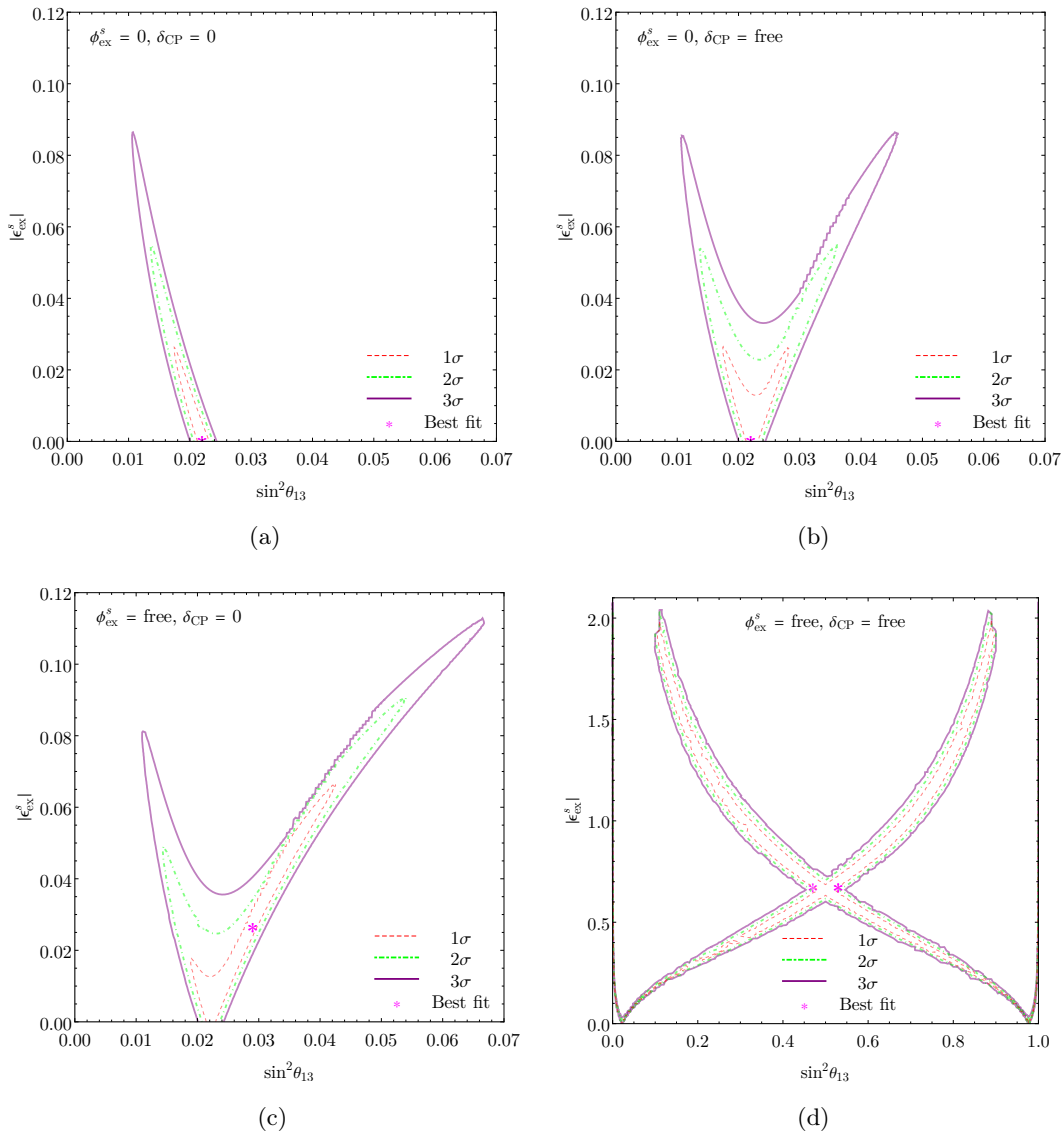 ϕ^s_ex = 0, δ_CP = 0
|ϵ^s_ex|
0.12
0.10
0.08
0.06
0.04
0.02
0.00
1σ
2σ
3σ
* Best fit
0.00 0.01 0.02 0.03 0.04 0.05 0.06 0.07
sin²θ₁₃
(a)
ϕ^s_ex = 0, δ_CP = free
|ϵ^s_ex|
0.12
0.10
0.08
0.06
0.04
0.02
0.00
1σ
2σ
3σ
* Best fit
0.00 0.01 0.02 0.03 0.04 0.05 0.06 0.07
sin²θ₁₃
(b)
ϕ^s_ex = free, δ_CP = 0
|ϵ^s_ex|
0.12
0.10
0.08
0.06
0.04
0.02
0.00
1σ
2σ
3σ
* Best fit
0.00 0.01 0.02 0.03 0.04 0.05 0.06 0.07
sin²θ₁₃
(c)
ϕ^s_ex = free, δ_CP = free
|ϵ^s_ex|
2.0
1.5
1.0
0.5
0.0
1σ
2σ
3σ
* Best fit
0.0 0.2 0.4 0.6 0.8 1.0
sin²θ₁₃
(d)